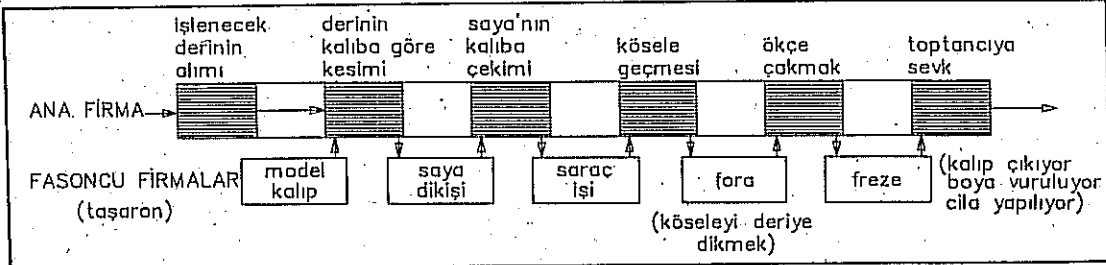 işlenecek
definin
alımı
derinin
kalıba göre
kesimi
saya'nın
kalıba
çekimi
kösele
geçmesi
ökçe
çakmak
toptancıya
sevk
ANA. FİRMA
FASONCU FİRMALAR
(taşaron)
model
kalıp
saya
dikişi
saraç
işi
fora
(köseleyi deriye
dikmek)
freze
(kalıp çıkıyor
boya vuruluyor
cila yapılıyor)